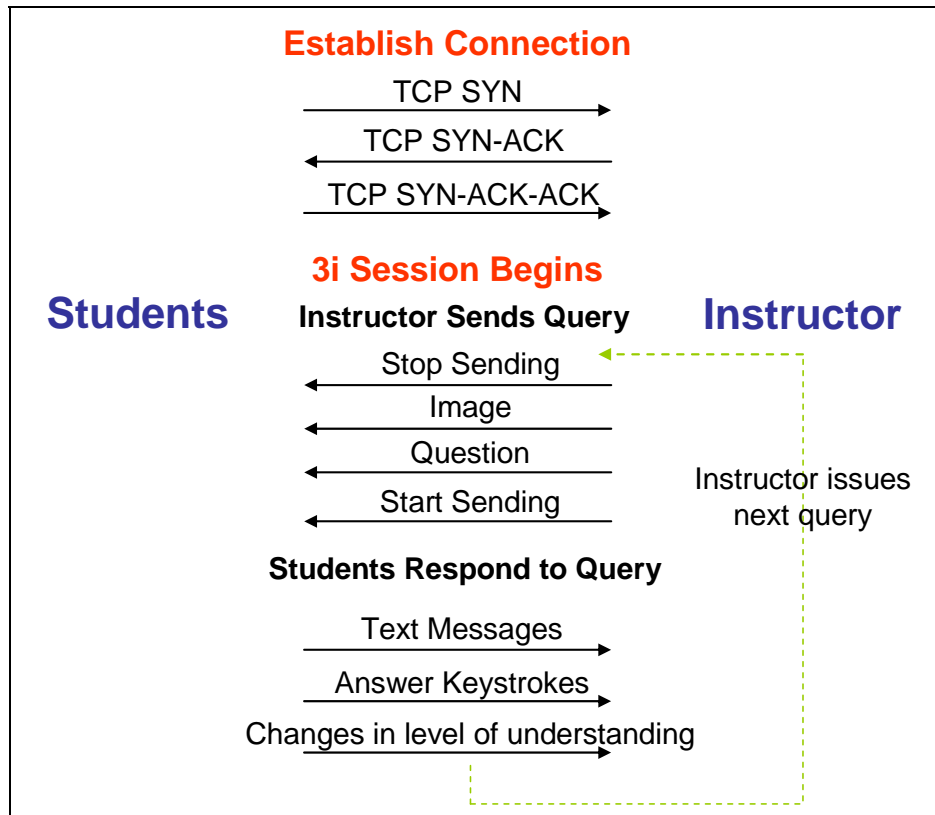 Establish Connection
TCP SYN
TCP SYN-ACK
TCP SYN-ACK-ACK
3i Session Begins
Students
Instructor Sends Query
Instructor
Stop Sending
Image
Question
Instructor issues
next query
Start Sending
Students Respond to Query
Text Messages
Answer Keystrokes
Changes in level of understanding